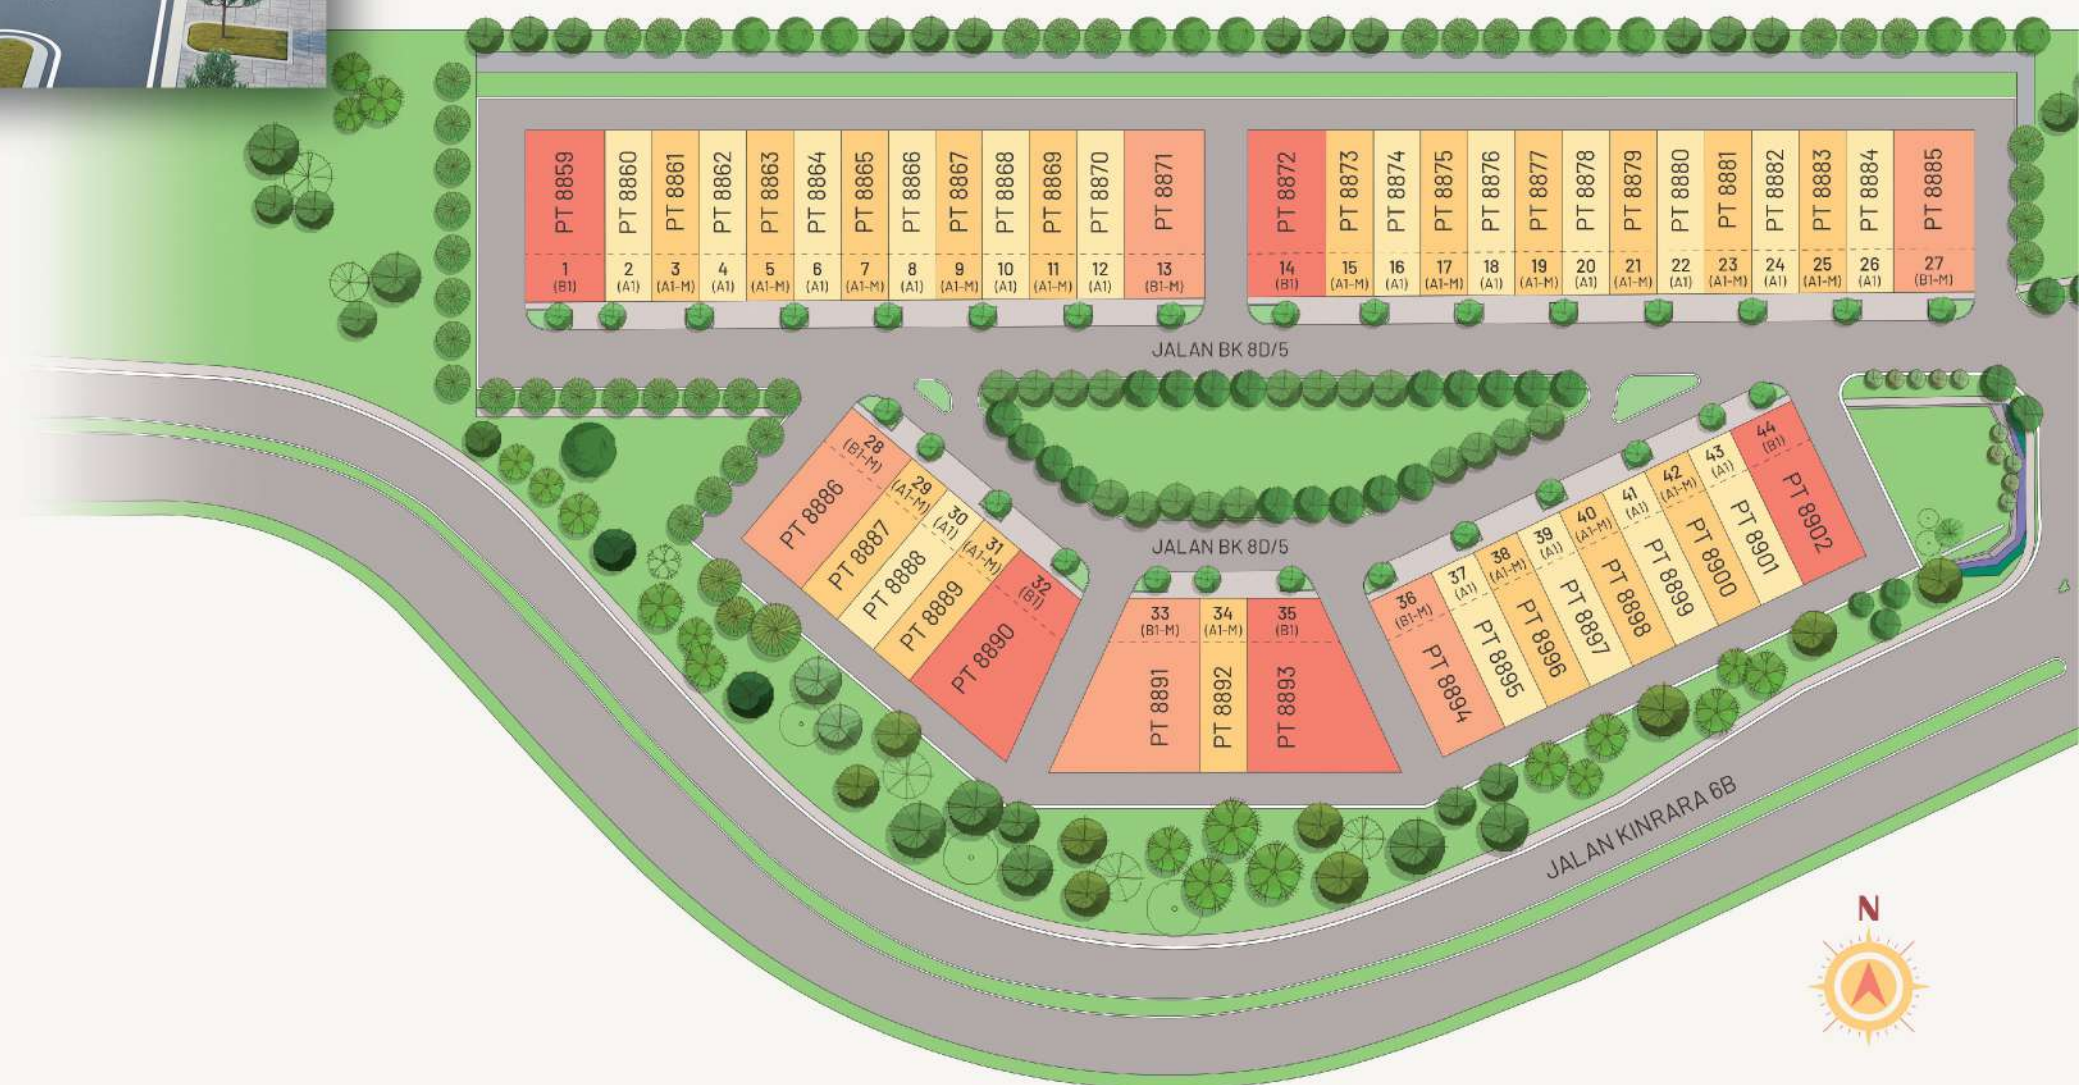 PT 8859
PT 8860
PT 8861
PT 8862
PT 8863
PT 8864
PT 8865
PT 8866
PT 8867
PT 8868
PT 8869
PT 8870
PT 8871
1
(B1)
2
(A1)
3
(A1-M)
4
(A1)
5
(A1-M)
6
(A1)
7
(A1-M)
8
(A1)
9
(A1-M)
10
(A1)
11
(A1-M)
12
(A1)
13
(B1-M)
PT 8872
PT 8873
PT 8874
PT 8875
PT 8876
PT 8877
PT 8878
PT 8879
PT 8880
PT 8881
PT 8882
PT 8883
PT 8884
PT 8885
14
(B1)
15
(A1-M)
16
(A1)
17
(A1-M)
18
(A1)
19
(A1-M)
20
(A1)
21
(A1-M)
22
(A1)
23
(A1-M)
24
(A1)
25
(A1-M)
26
(A1)
27
(B1-M)
JALAN BK 8D/5
28
(B1-M)
PT 8886
29
(A1-M)
PT 8887
30
(A1)
PT 8888
31
(A1-M)
PT 8889
32
(B1)
PT 8890
JALAN BK 8D/5
33
(B1-M)
PT 8891
34
(A1-M)
PT 8892
35
(B1)
PT 8893
36
(B1-M)
PT 8894
37
(A1)
PT 8895
38
(A1-M)
PT 8996
39
(A1)
PT 8897
40
(A1-M)
PT 8898
41
(A1)
PT 8899
42
(A1-M)
PT 8900
43
(A1)
PT 8901
44
(B1)
PT 8902
JALAN KINRARA 6B
N